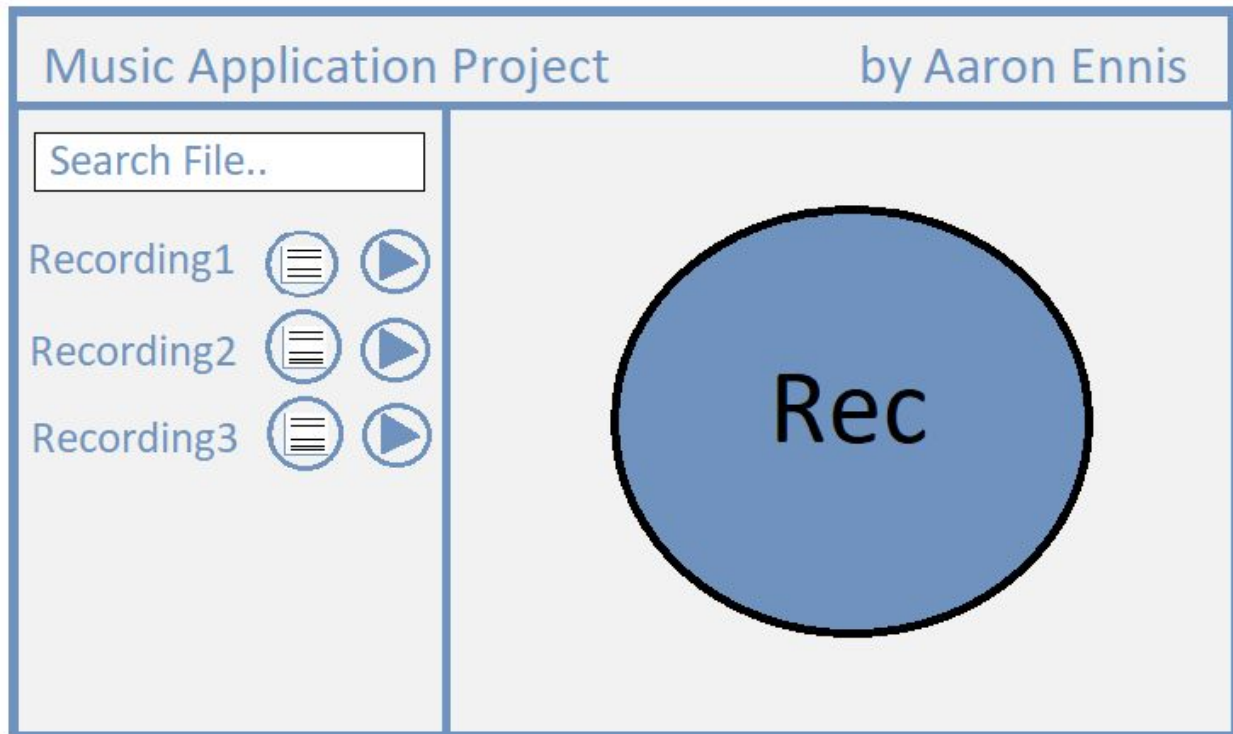 Music Application Project by Aaron Ennis
Search File..
Recording1
Recording2
Recording3
Rec